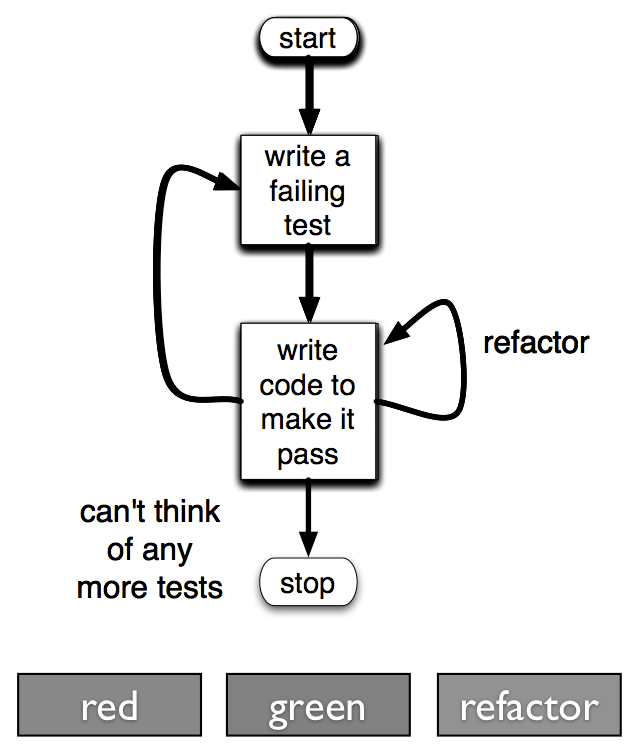 start
write a
failing
test
refactor
write
code to
make it
pass
can't think
of any
more tests
stop
red
green
refactor